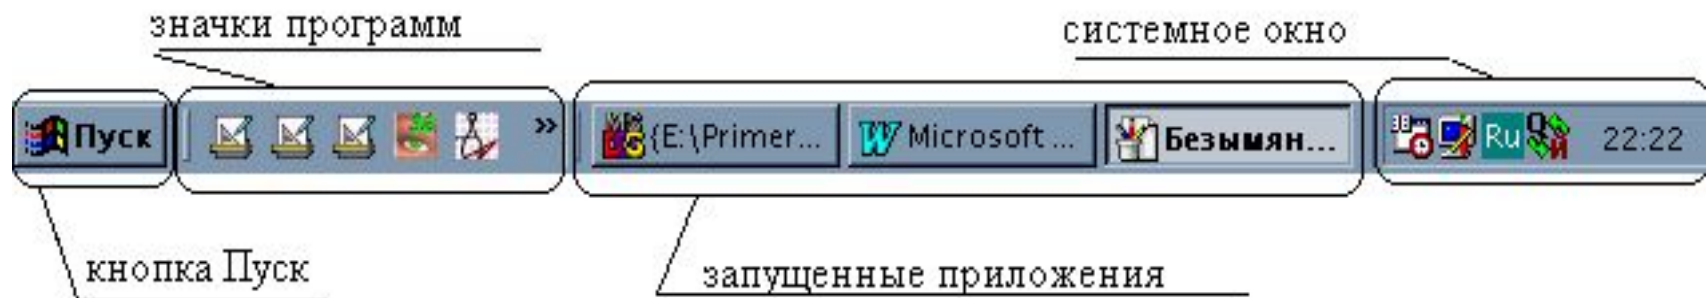 значки программ
системное окно
Пуск » {E:\Primer... Microsoft ... Безымян... Ru 22:22
кнопка Пуск
запущенные приложения